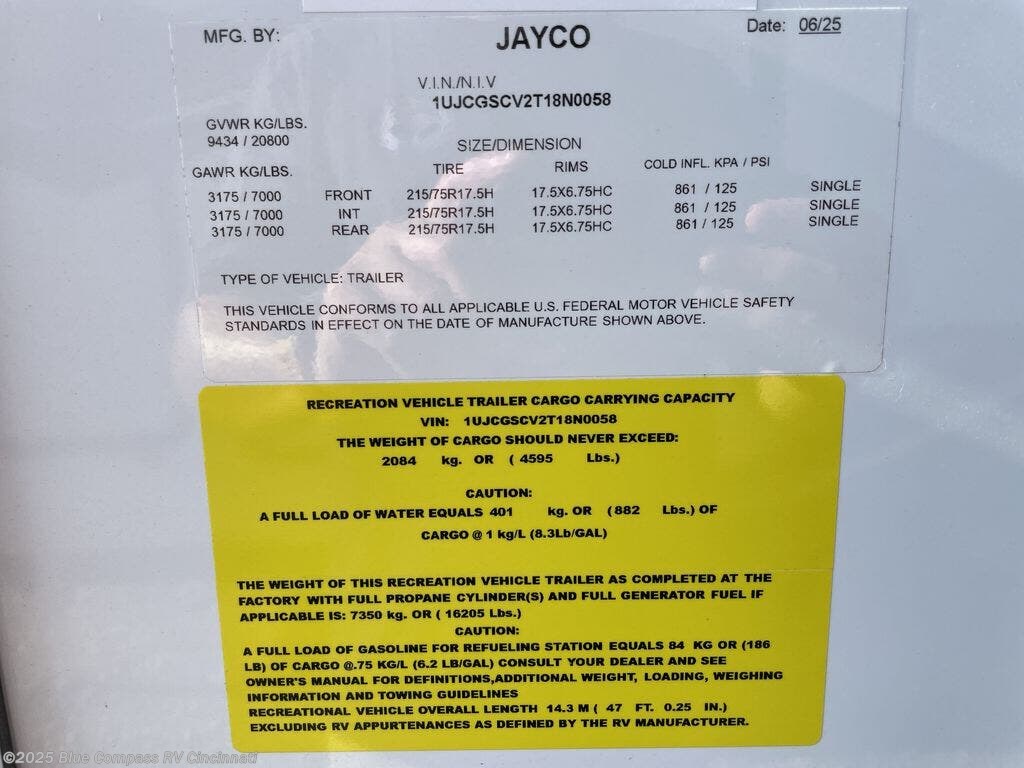 MFG. BY: JAYCO Date: 06/25
V.I.N./N.I.V
1UJCGSCV2T18N0058
GVWR KG/LBS.
9434 / 20800
SIZE/DIMENSION
GAWR KG/LBS. TIRE RIMS COLD INFL. KPA / PSI
3175 / 7000 FRONT 215/75R17.5H 17.5X6.75HC 861 / 125 SINGLE
3175 / 7000 INT 215/75R17.5H 17.5X6.75HC 861 / 125 SINGLE
3175 / 7000 REAR 215/75R17.5H 17.5X6.75HC 861 / 125 SINGLE
TYPE OF VEHICLE: TRAILER
THIS VEHICLE CONFORMS TO ALL APPLICABLE U.S. FEDERAL MOTOR VEHICLE SAFETY
STANDARDS IN EFFECT ON THE DATE OF MANUFACTURE SHOWN ABOVE.
RECREATION VEHICLE TRAILER CARGO CARRYING CAPACITY
VIN: 1UJCGSCV2T18N0058
THE WEIGHT OF CARGO SHOULD NEVER EXCEED:
2084 kg. OR ( 4595 Lbs.)
CAUTION:
A FULL LOAD OF WATER EQUALS 401 kg. OR (882 Lbs.) OF
CARGO @ 1 kg/L (8.3Lb/GAL)
THE WEIGHT OF THIS RECREATION VEHICLE TRAILER AS COMPLETED AT THE
FACTORY WITH FULL PROPANE CYLINDER(S) AND FULL GENERATOR FUEL IF
APPLICABLE IS: 7350 kg. OR ( 16205 Lbs.)
CAUTION:
A FULL LOAD OF GASOLINE FOR REFUELING STATION EQUALS 84 KG OR (186
LB) OF CARGO @.75 KG/L (6.2 LB/GAL) CONSULT YOUR DEALER AND SEE
OWNER'S MANUAL FOR DEFINITIONS,ADDITIONAL WEIGHT, LOADING, WEIGHING
INFORMATION AND TOWING GUIDELINES
RECREATIONAL VEHICLE OVERALL LENGTH 14.3 M ( 47 FT. 0.25 IN.)
EXCLUDING RV APPURTENANCES AS DEFINED BY THE RV MANUFACTURER.
©2025 Blue Compass RV Cincinnati